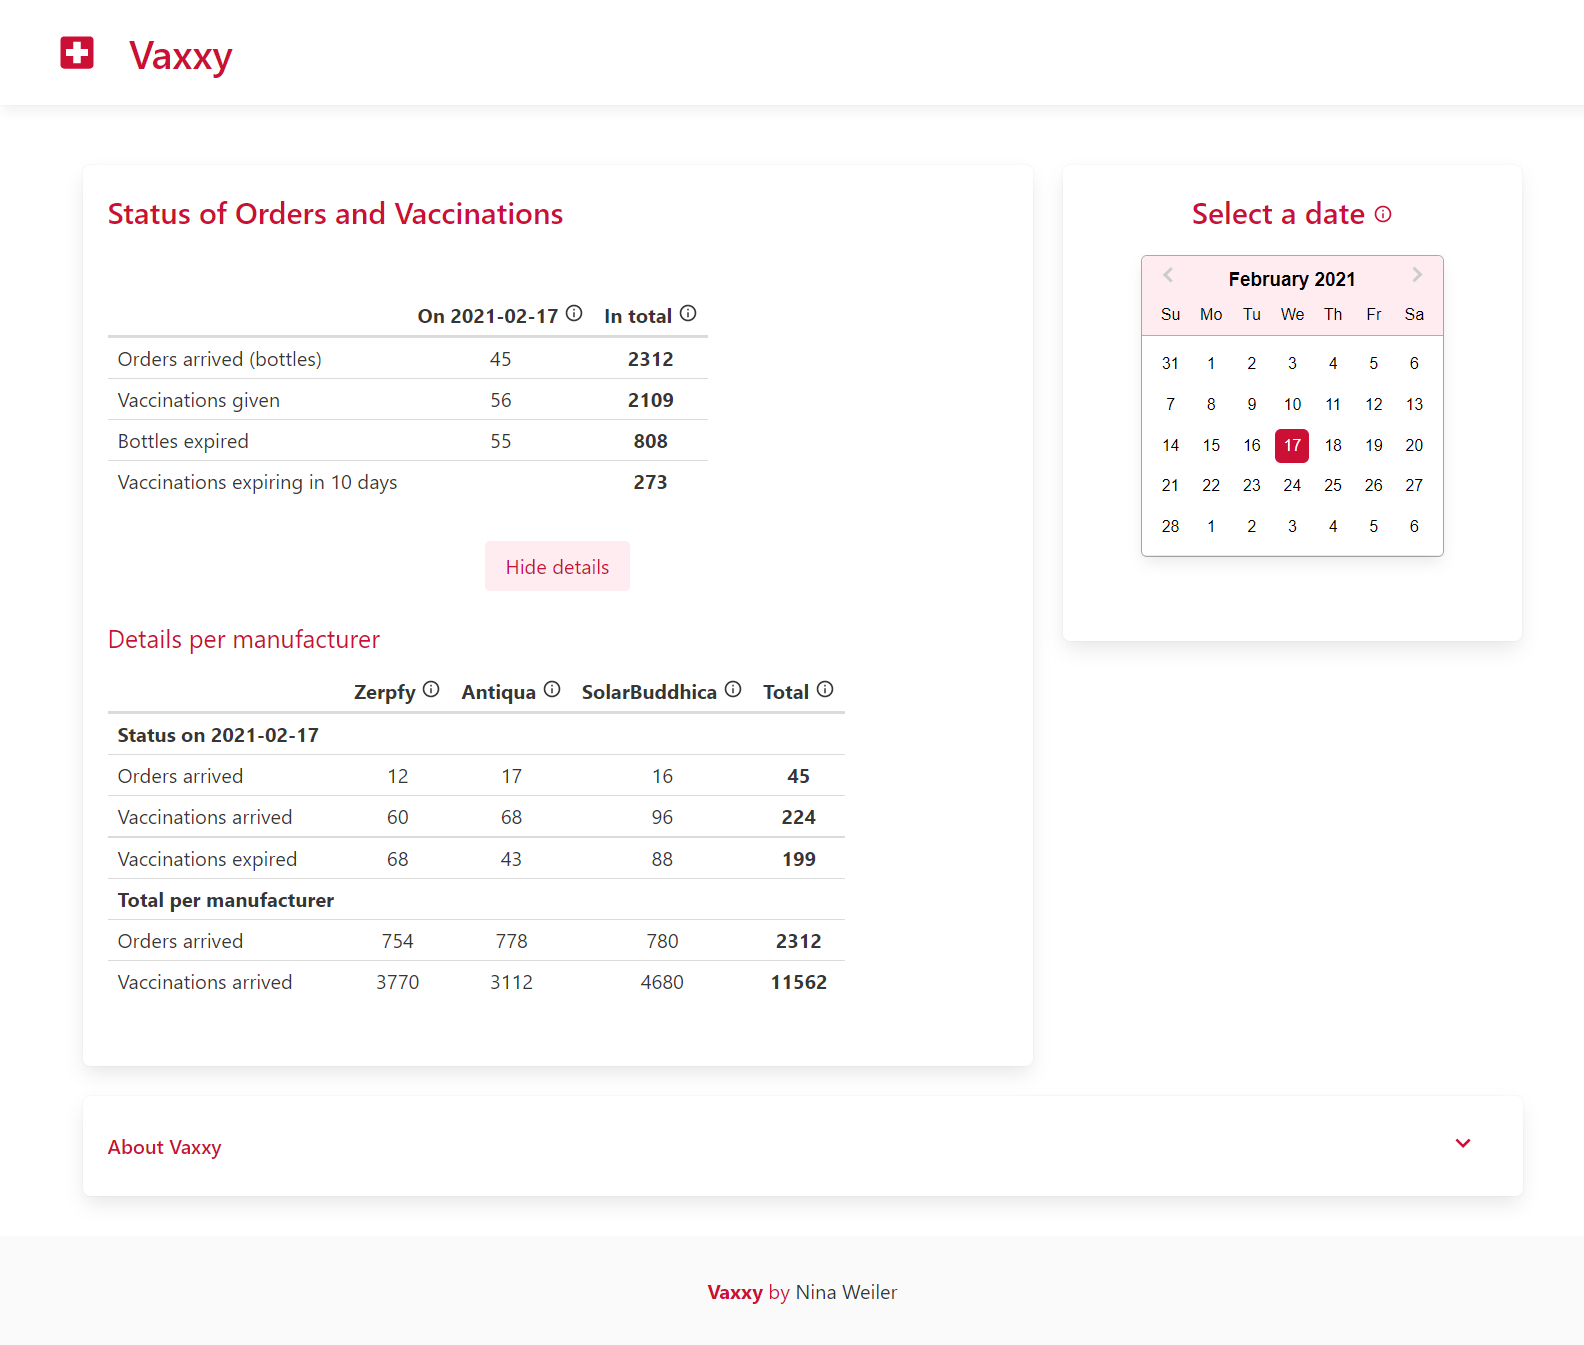 Vaxxy
Status of Orders and Vaccinations
On 2021-02-17 In total
Orders arrived (bottles) 45 2312
Vaccinations given 56 2109
Bottles expired 55 808
Vaccinations expiring in 10 days 273
Hide details
Details per manufacturer
Zerpfy Antiqua SolarBuddhica Total
Status on 2021-02-17
Orders arrived 12 17 16 45
Vaccinations arrived 60 68 96 224
Vaccinations expired 68 43 88 199
Total per manufacturer
Orders arrived 754 778 780 2312
Vaccinations arrived 3770 3112 4680 11562
Select a date
February 2021
Su Mo Tu We Th Fr Sa
31 1 2 3 4 5 6
7 8 9 10 11 12 13
14 15 16 17 18 19 20
21 22 23 24 25 26 27
28 1 2 3 4 5 6
About Vaxxy
Vaxxy by Nina Weiler